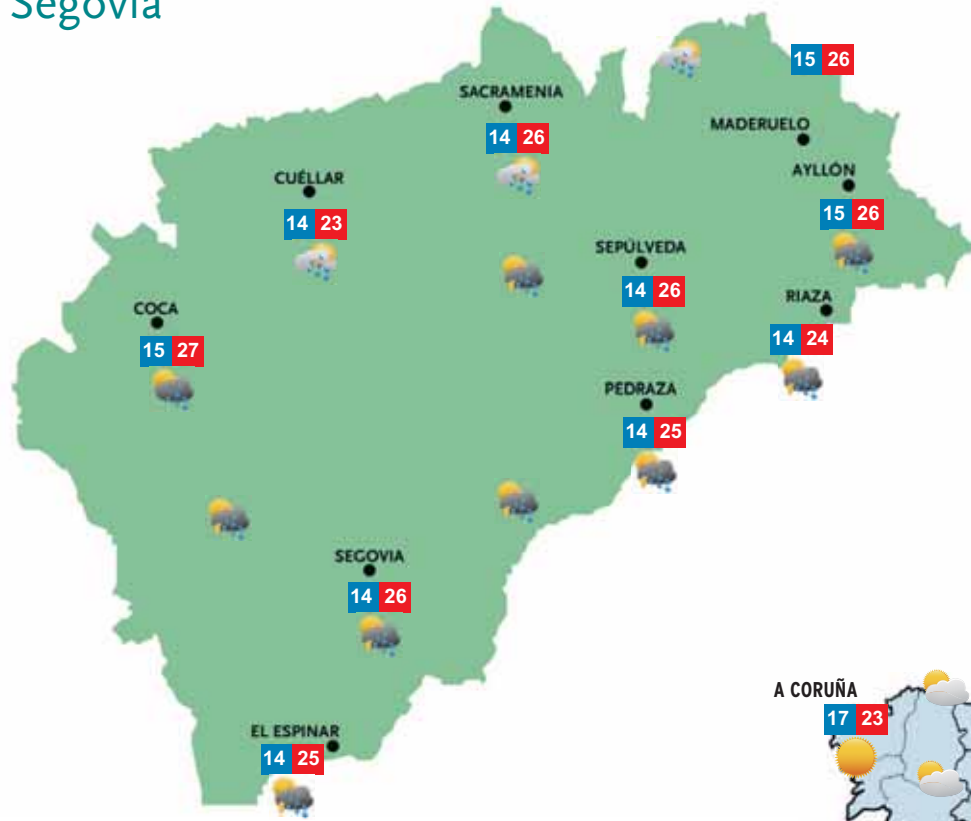 Segovia
15 26
SACRAMENIA
14 26
MADERUELO
AYLLÓN
15 26
CUÉLLAR
14 23
SEPÚLVEDA
14 26
RIAZA
14 24
COCA
15 27
PEDRAZA
14 25
SEGOVIA
14 26
EL ESPINAR
14 25
A CORUÑA
17 23